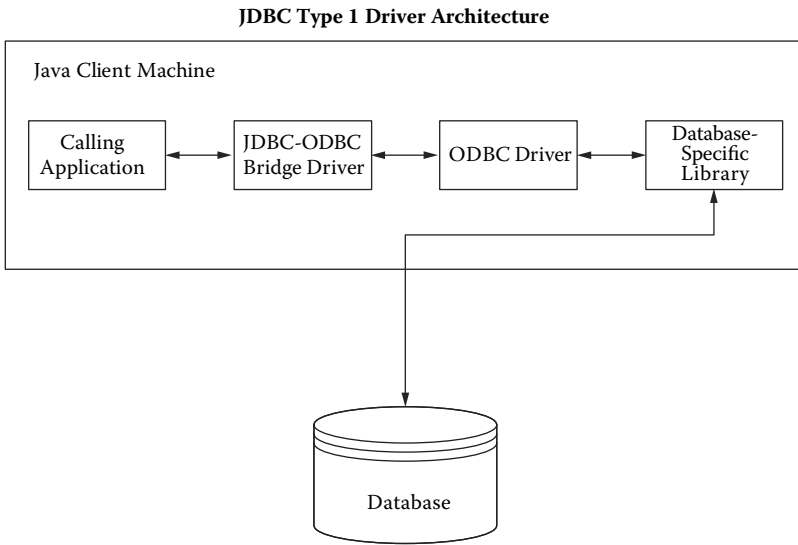 JDBC Type 1 Driver Architecture
Java Client Machine
Calling
Application
JDBC-ODBC
Bridge Driver
ODBC Driver
Database-
Specific
Library
Database